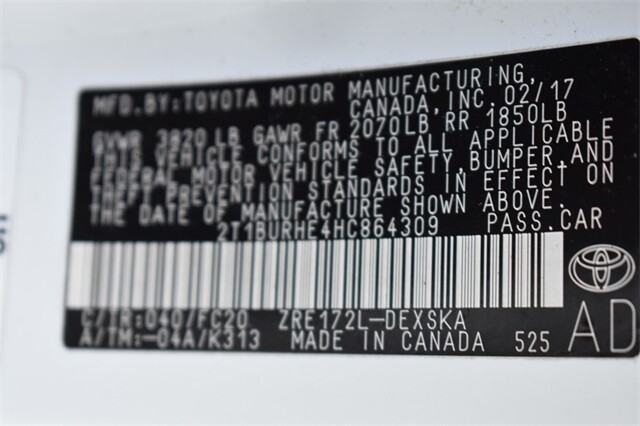 MFD.BY:TOYOTA MOTOR MANUFACTURING,
CANADA, INC. 02/17
GVWR 3820 LB GAWR FR 2070LB RR 1850LB
THIS VEHICLE CONFORMS TO ALL APPLICABLE
FEDERAL MOTOR VEHICLE SAFETY,BUMPER,AND
THEFT PREVENTION STANDARDS IN EFFECT ON
THE DATE OF MANUFACTURE SHOWN ABOVE.
2T1BURHE4HC864309 PASS.CAR
C/TR:040/FC20 ZRE172L-DEXSKA
A/TM:-04A/K313 MADE IN CANADA 525
AD